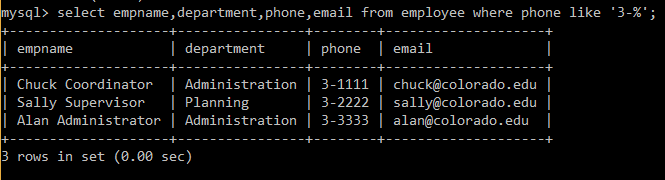 mysql> select empname,department,phone,email from employee where phone like '3-%';
+-------------------+----------------+--------+--------------------+
| empname           | department     | phone  | email              |
+-------------------+----------------+--------+--------------------+
| Chuck Coordinator | Administration | 3-1111 | chuck@colorado.edu |
| Sally Supervisor  | Planning       | 3-2222 | sally@colorado.edu |
| Alan Administrator | Administration | 3-3333 | alan@colorado.edu  |
+-------------------+----------------+--------+--------------------+
3 rows in set (0.00 sec)